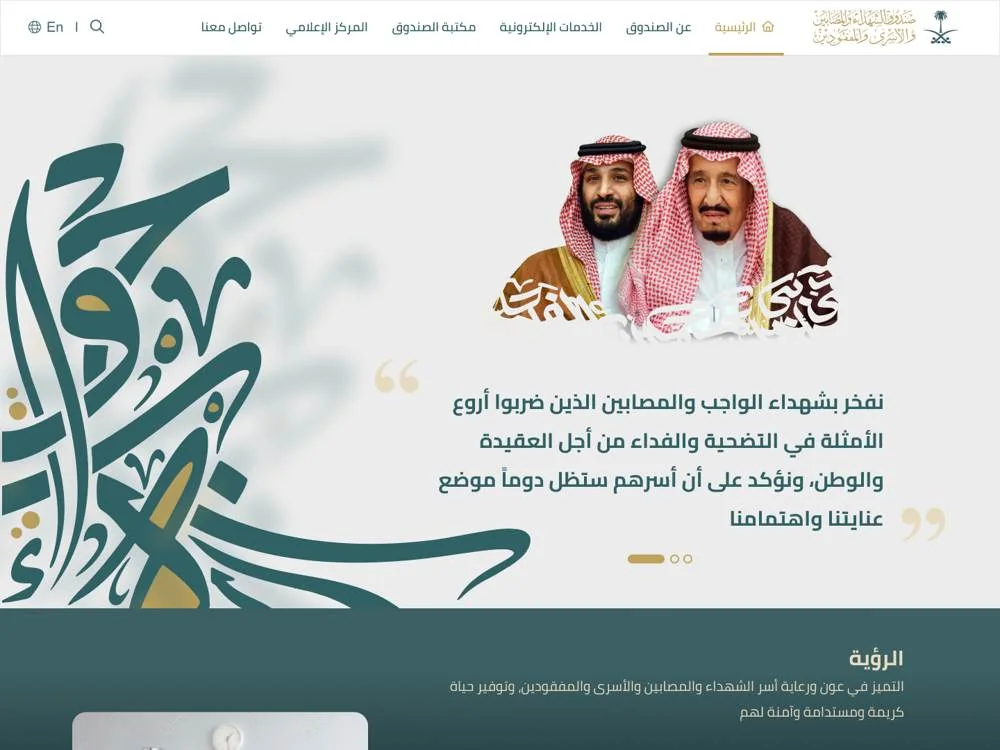 صندوق الشهداء والمصابين
والأسرى والمفقودين
الرئيسية
عن الصندوق
الخدمات الإلكترونية
مكتبة الصندوق
المركز الإعلامي
تواصل معنا
En
نفخر بشهداء الواجب والمصابين الذين ضربوا أروع
الأمثلة في التضحية والفداء من أجل العقيدة
والوطن، ونؤكد على أن أسرهم ستظل دوماً موضع
عنايتنا واهتمامنا
الرؤية
التميز في عون ورعاية أسر الشهداء والمصابين والأسرى والمفقودين, وتوفير حياة
كريمة ومستدامة وآمنة لهم